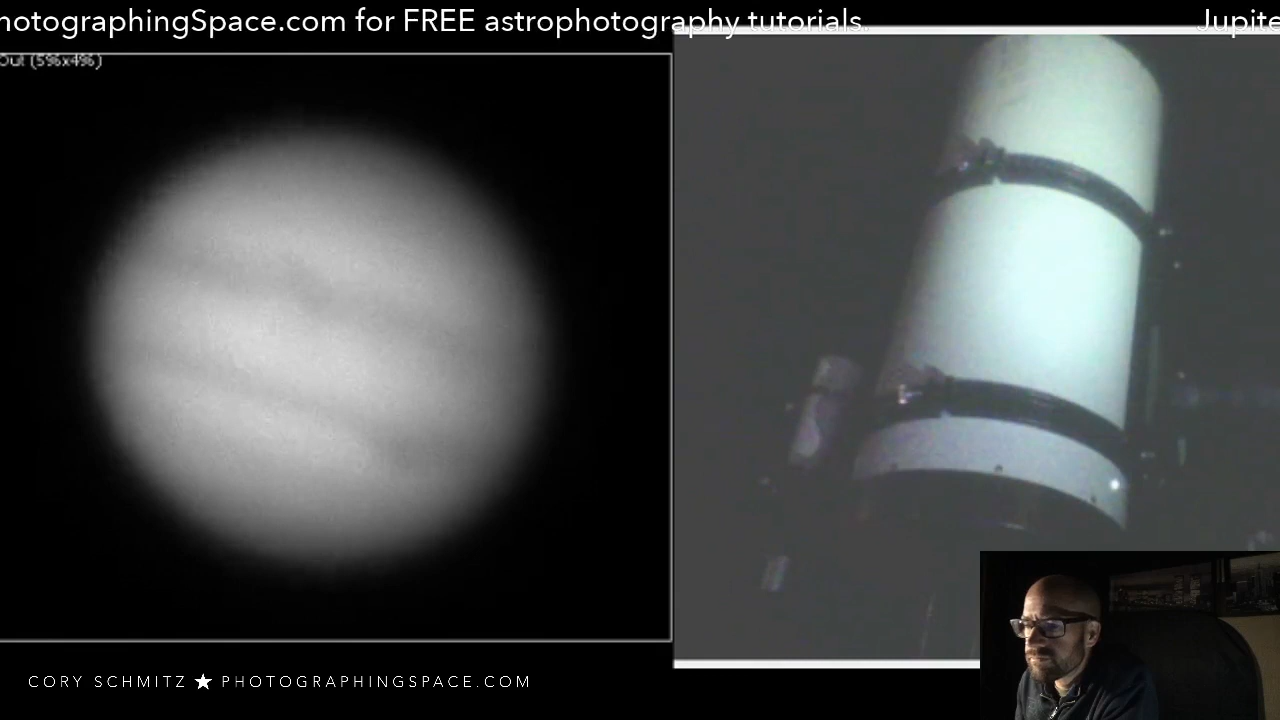 hotographingSpace.com for FREE astrophotography tutorials.
Jupite
Out (596x496)
CORY SCHMITZ ★ PHOTOGRAPHINGSPACE.COM